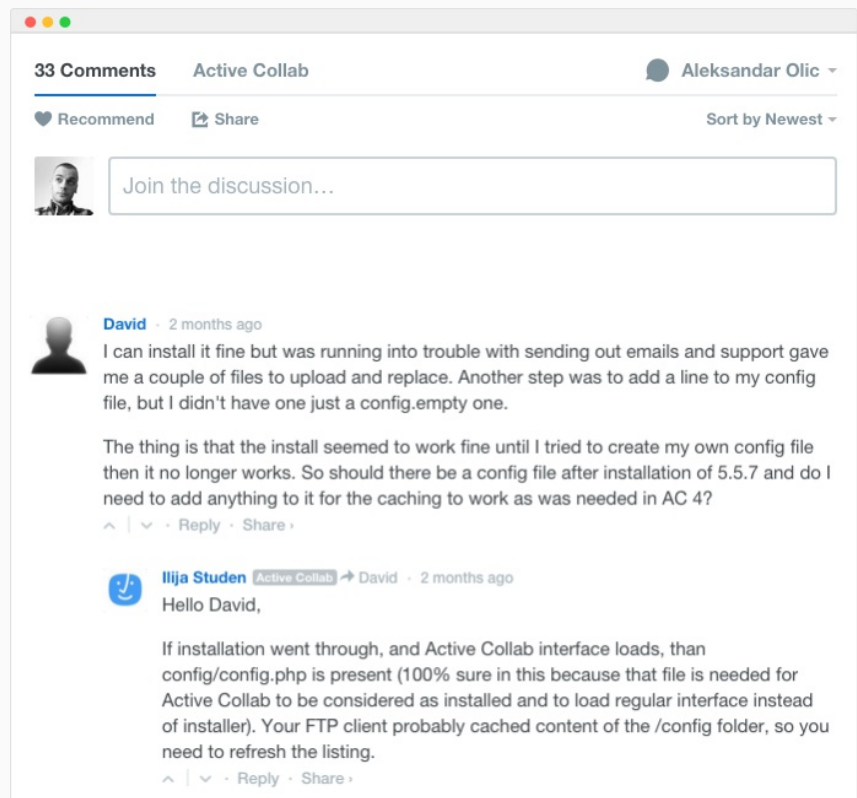 33 Comments
Active Collab
Aleksandar Olic
Recommend
Share
Sort by Newest
Join the discussion...
David · 2 months ago
I can install it fine but was running into trouble with sending out emails and support gave
me a couple of files to upload and replace. Another step was to add a line to my config
file, but I didn't have one just a config.empty one.
The thing is that the install seemed to work fine until I tried to create my own config file
then it no longer works. So should there be a config file after installation of 5.5.7 and do I
need to add anything to it for the caching to work as was needed in AC 4?
Reply · Share ›
Ilija Studen Active Collab David · 2 months ago
Hello David,
If installation went through, and Active Collab interface loads, than
config/config.php is present (100% sure in this because that file is needed for
Active Collab to be considered as installed and to load regular interface instead
of installer). Your FTP client probably cached content of the /config folder, so you
need to refresh the listing.
Reply · Share ›